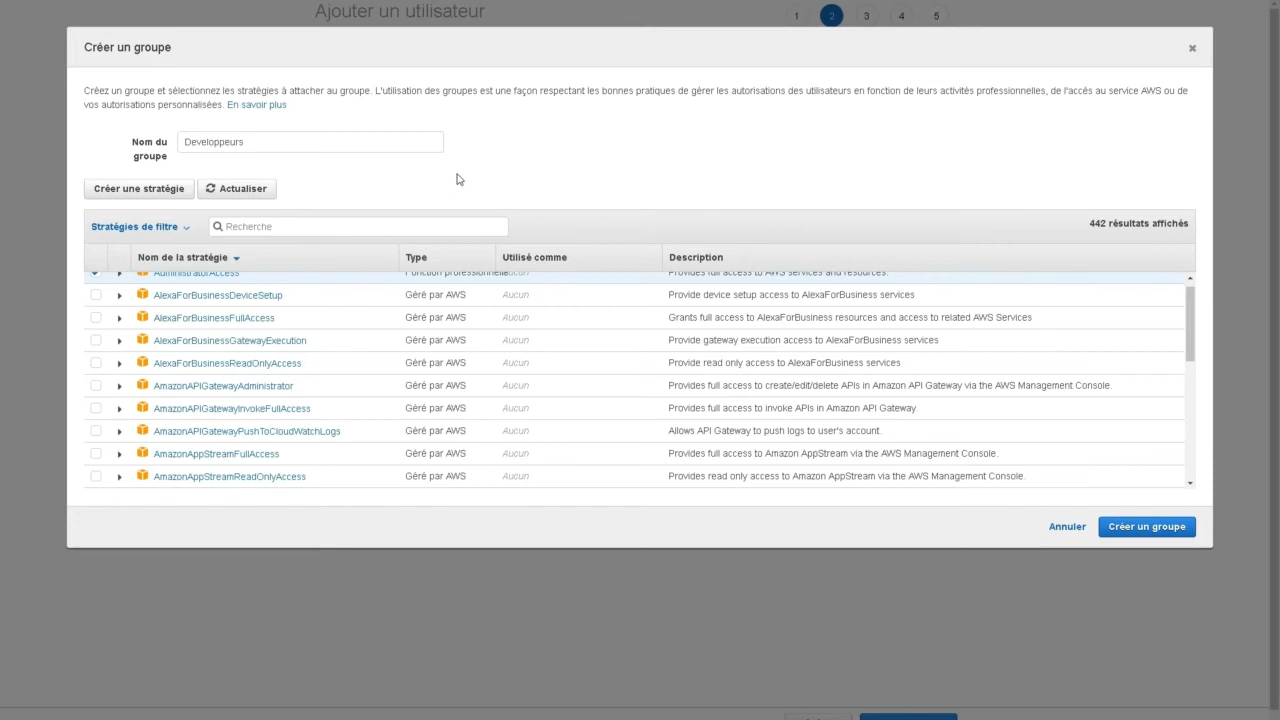 Ajouter un utilisateur
1 2 3 4 5
Créer un groupe
Créez un groupe et sélectionnez les stratégies à attacher au groupe. L'utilisation des groupes est une façon respectant les bonnes pratiques de gérer les autorisations des utilisateurs en fonction de leurs activités professionnelles, de l'accès au service AWS ou de
vos autorisations personnalisées. En savoir plus
Nom du
groupe
Developpeurs
Créer une stratégie Actualiser
Stratégies de filtre Recherche 442 résultats affichés
Nom de la stratégie Type Utilisé comme Description
AdministratorAccess Fonction professionnelle Aucun Provides full access to AWS services and resources.
AlexaForBusinessDeviceSetup Géré par AWS Aucun Provide device setup access to AlexaForBusiness services
AlexaForBusinessFullAccess Géré par AWS Aucun Grants full access to AlexaForBusiness resources and access to related AWS Services
AlexaForBusinessGatewayExecution Géré par AWS Aucun Provide gateway execution access to AlexaForBusiness services
AlexaForBusinessReadOnlyAccess Géré par AWS Aucun Provide read only access to AlexaForBusiness services
AmazonAPIGatewayAdministrator Géré par AWS Aucun Provides full access to create/edit/delete APIs in Amazon API Gateway via the AWS Management Console.
AmazonAPIGatewayInvokeFullAccess Géré par AWS Aucun Provides full access to invoke APIs in Amazon API Gateway.
AmazonAPIGatewayPushToCloudWatchLogs Géré par AWS Aucun Allows API Gateway to push logs to user's account.
AmazonAppStreamFullAccess Géré par AWS Aucun Provides full access to Amazon AppStream via the AWS Management Console.
AmazonAppStreamReadOnlyAccess Géré par AWS Aucun Provides read only access to Amazon AppStream via the AWS Management Console.
Annuler Créer un groupe